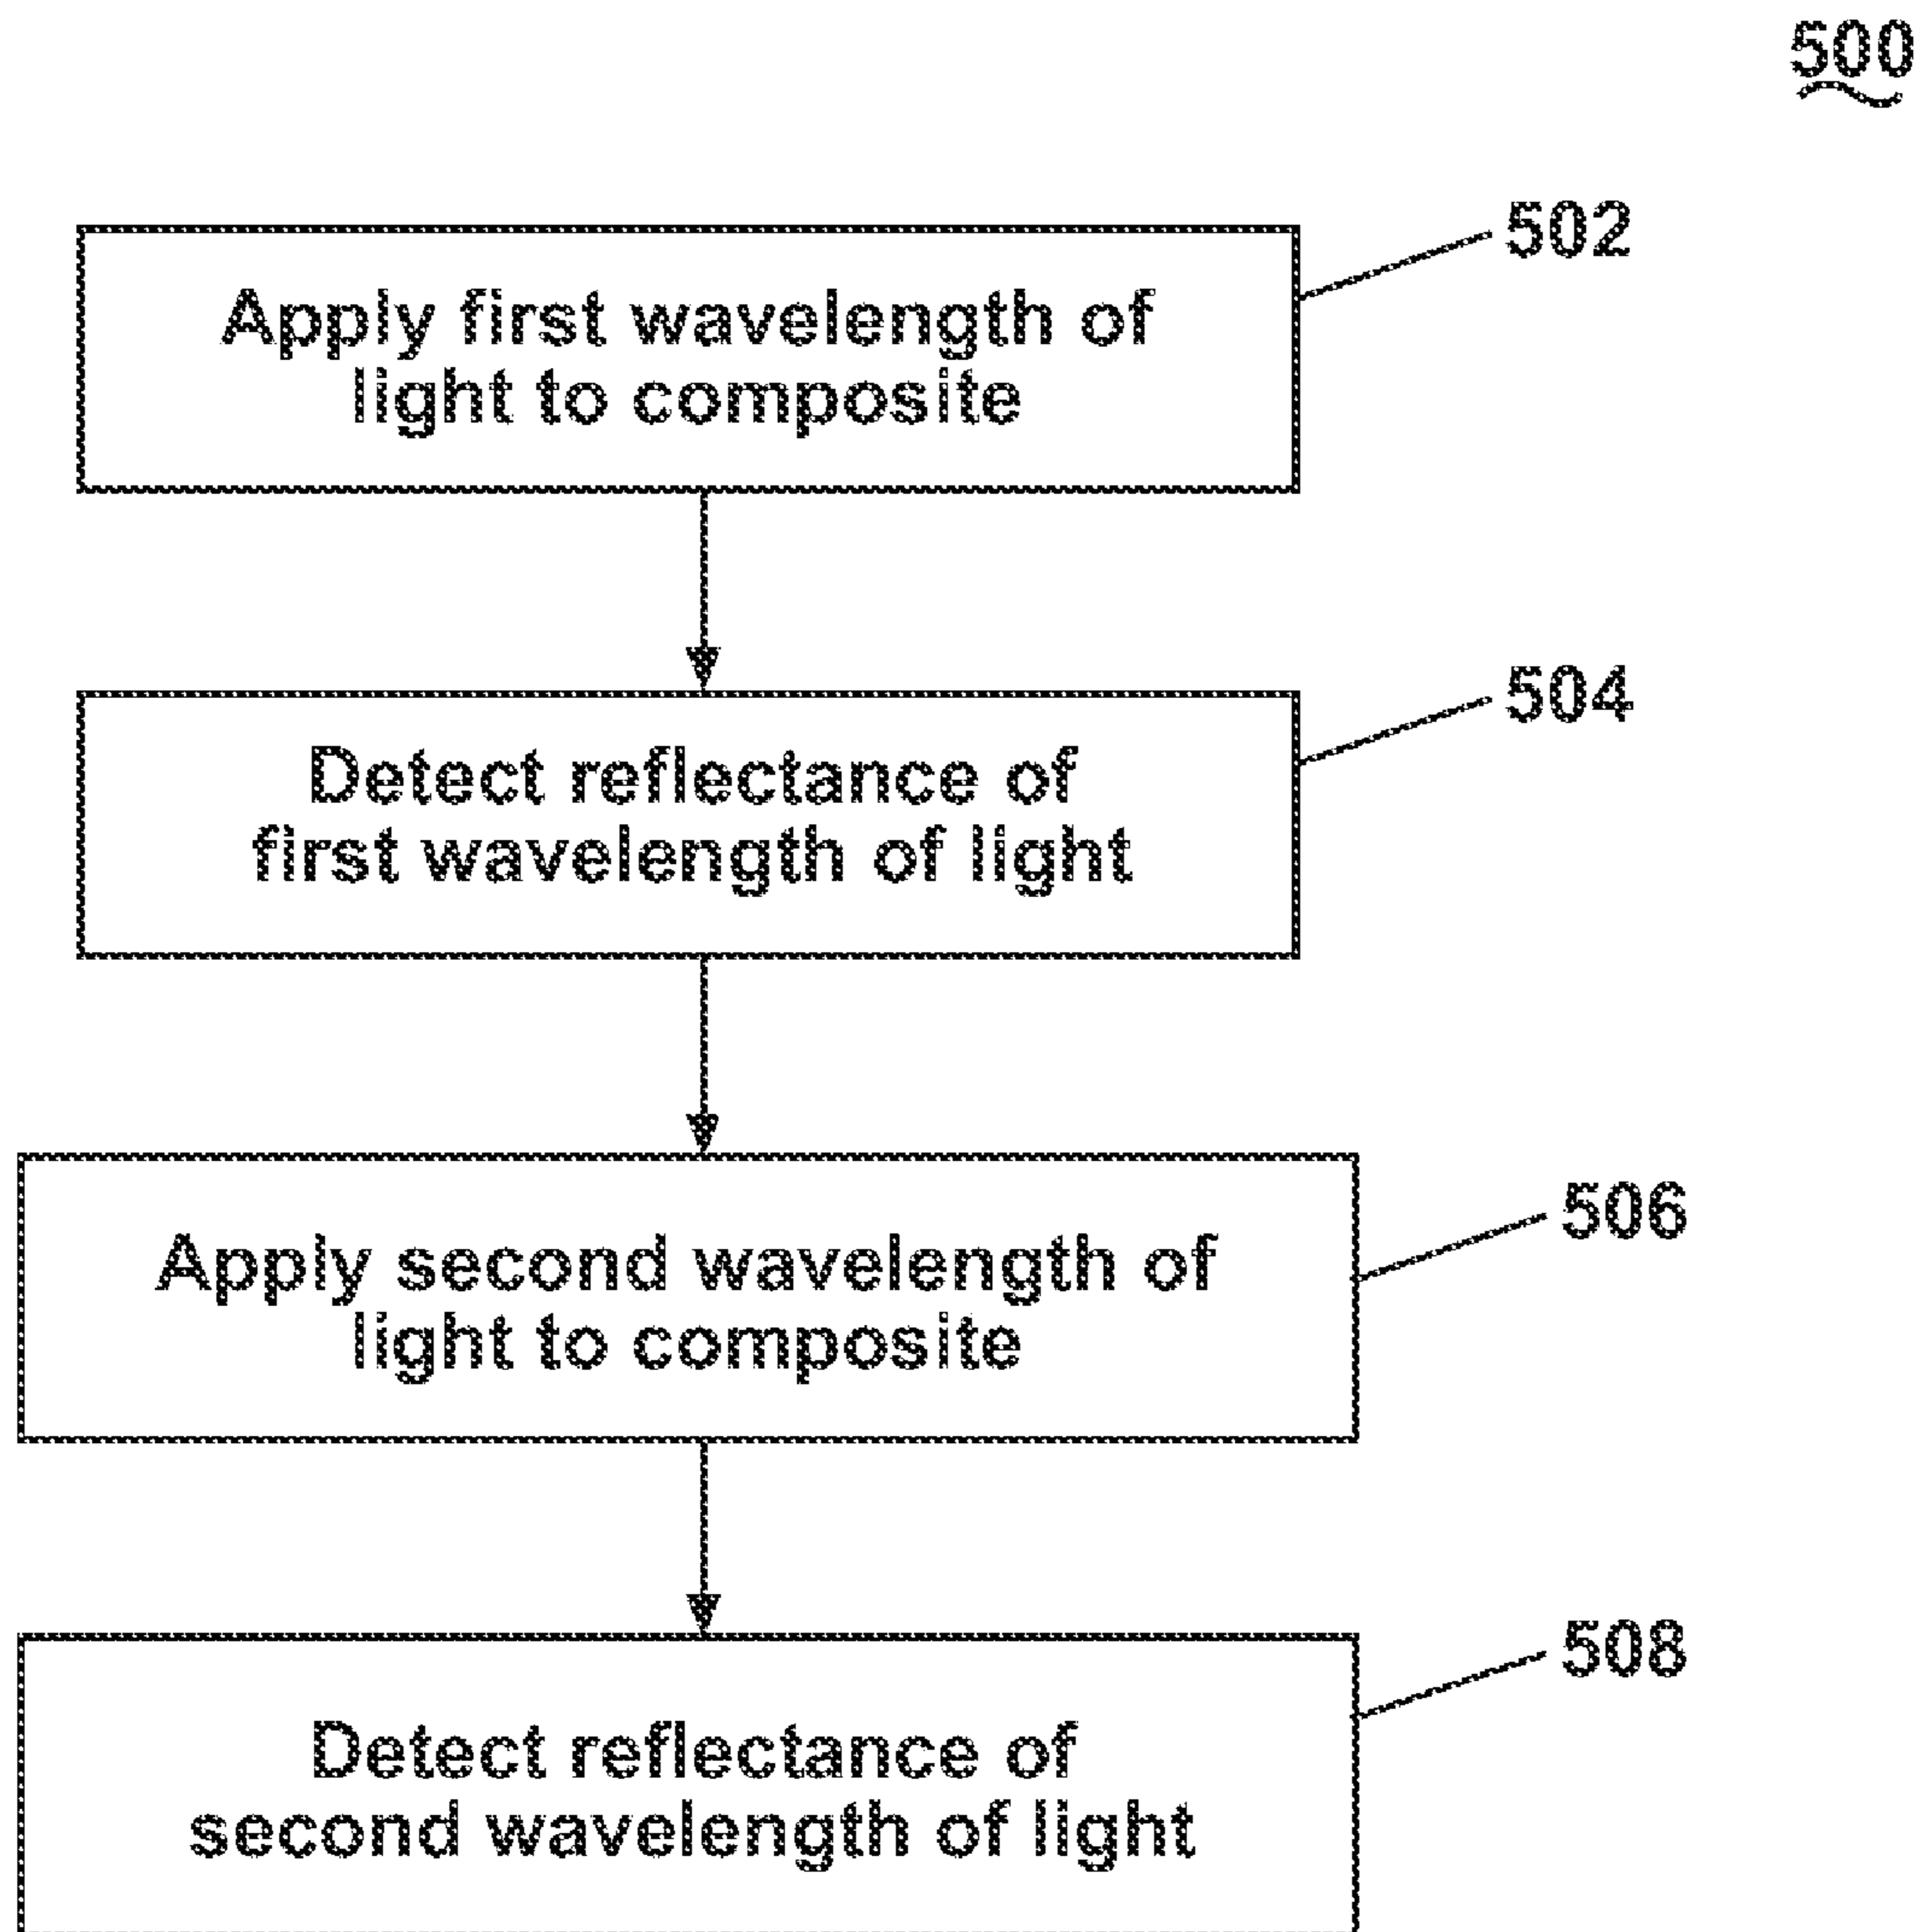 500
502
Apply first wavelength of
light to composite
504
Detect reflectance of
first wavelength of light
506
Apply second wavelength of
light to composite
508
Detect reflectance of
second wavelength of light